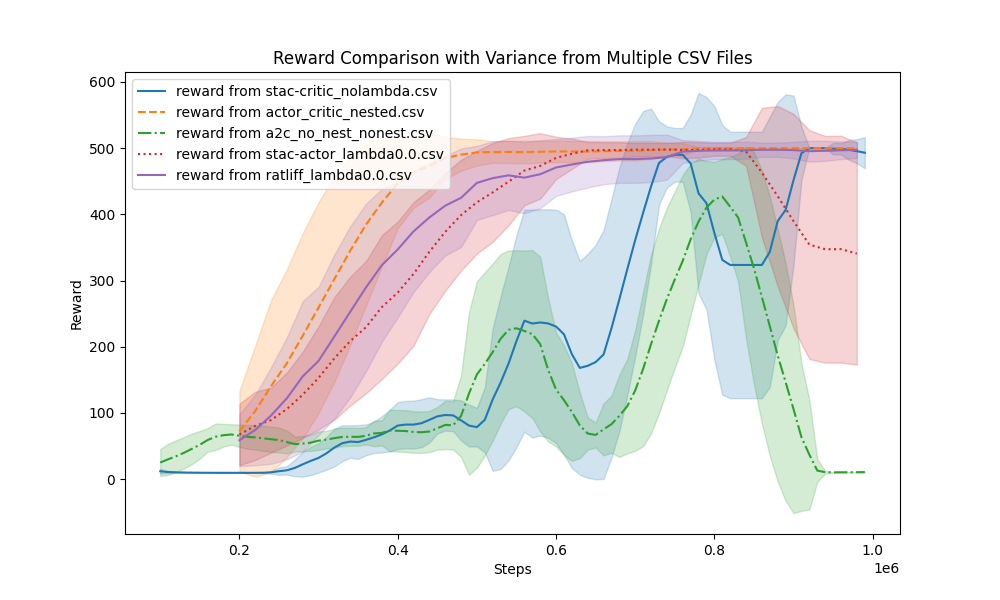 Reward Comparison with Variance from Multiple CSV Files
600
500
400
300
200
100
0
Reward
reward from stac-critic_nolambda.csv
reward from actor_critic_nested.csv
reward from a2c_no_nest_nonest.csv
reward from stac-actor_lambda0.0.csv
reward from ratliff_lambda0.0.csv
0.2 0.4 0.6 0.8 1.0
1e6
Steps